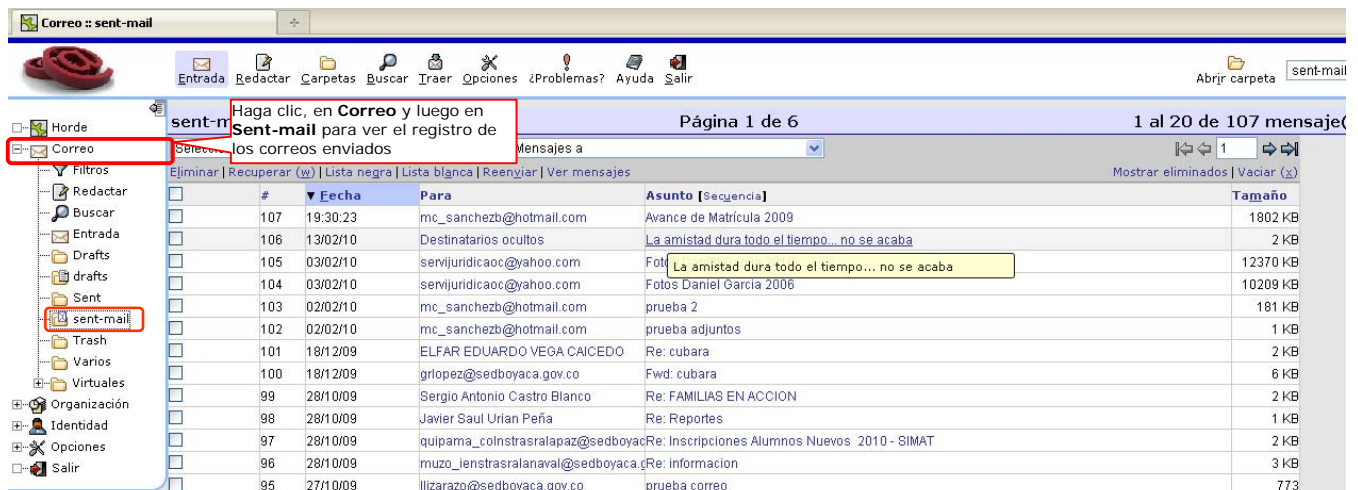 Correo :: sent-mail
Entrada Redactar Carpetas Buscar Traer Opciones ¿Problemas? Ayuda Salir
Abrir carpeta sent-mail
Haga clic, en Correo y luego en
Sent-mail para ver el registro de
los correos enviados
Horde
Correo
Filtros
Redactar
Buscar
Entrada
Drafts
drafts
Sent
sent-mail
Trash
Varios
Virtuales
Organización
Identidad
Opciones
Salir
sent-m Página 1 de 6 1 al 20 de 107 mensaje(
Mensajes a 1
Eliminar | Recuperar (w) | Lista negra | Lista blanca | Reenviar | Ver mensajes Mostrar eliminados | Vaciar (x)
# Fecha Para Asunto [Secuencia] Tamaño
107 19:30:23 mc_sanchezb@hotmail.com Avance de Matrícula 2009 1802 KB
106 13/02/10 Destinatarios ocultos La amistad dura todo el tiempo... no se acaba 2 KB
105 03/02/10 servijuridicaoc@yahoo.com Foto 12370 KB
La amistad dura todo el tiempo... no se acaba
104 03/02/10 servijuridicaoc@yahoo.com Fotos Daniel Garcia 2006 10209 KB
103 02/02/10 mc_sanchezb@hotmail.com prueba 2 181 KB
102 02/02/10 mc_sanchezb@hotmail.com prueba adjuntos 1 KB
101 18/12/09 ELFAR EDUARDO VEGA CAICEDO Re: cubara 2 KB
100 18/12/09 grlopez@sedboyaca.gov.co Fwd: cubara 6 KB
99 28/10/09 Sergio Antonio Castro Blanco Re: FAMILIAS EN ACCION 2 KB
98 28/10/09 Javier Saul Urian Peña Re: Reportes 1 KB
97 28/10/09 quipama_colnstrasralapaz@sedboyac Re: Inscripciones Alumnos Nuevos 2010 - SIMAT 2 KB
96 28/10/09 muzo_ienstrasralanaval@sedboyaca.g Re: informacion 3 KB
95 27/10/09 llizarazo@sedboyaca.gov.co prueba correo 773